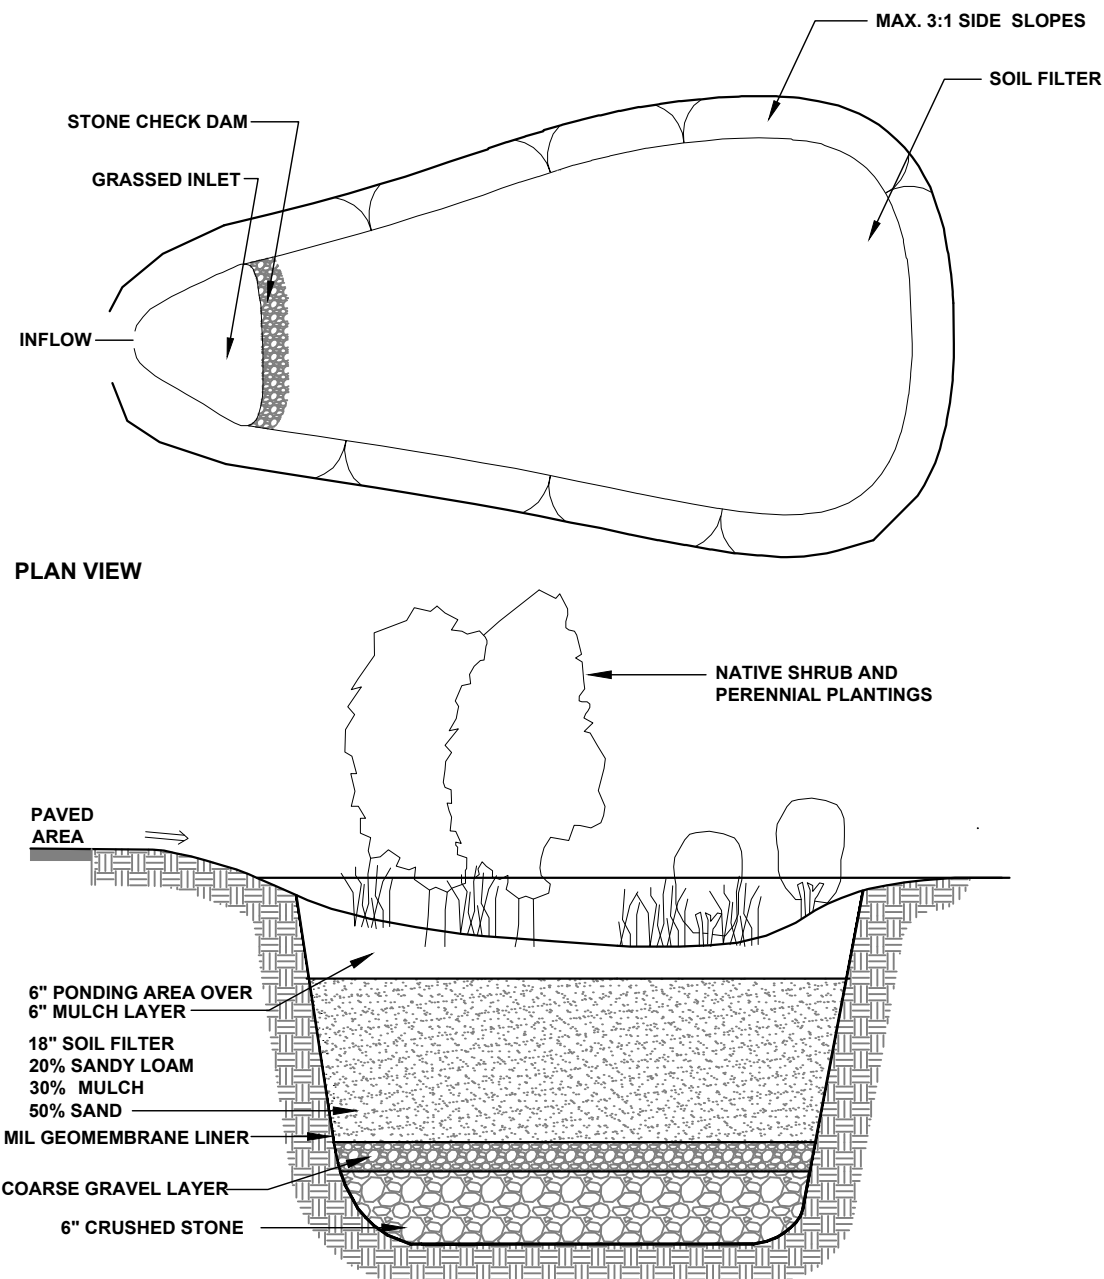 MAX. 3:1 SIDE SLOPES
SOIL FILTER
STONE CHECK DAM
GRASSED INLET
INFLOW
PLAN VIEW
NATIVE SHRUB AND
PERENNIAL PLANTINGS
PAVED
AREA
6" PONDING AREA OVER
6" MULCH LAYER
18" SOIL FILTER
20% SANDY LOAM
30% MULCH
50% SAND
MIL GEOMEMBRANE LINER
COARSE GRAVEL LAYER
6" CRUSHED STONE